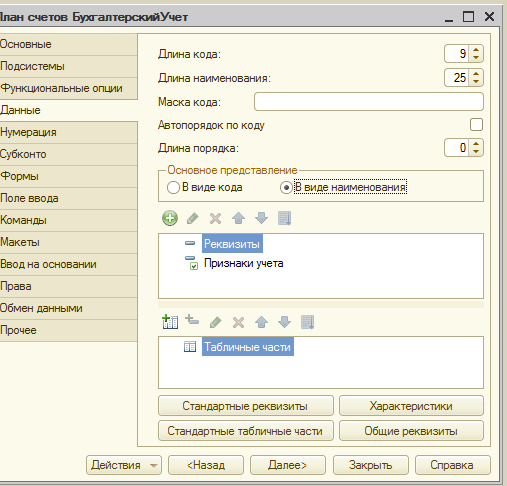 План счетов БухгалтерскийУчет
Основные
Подсистемы
Функциональные опции
Данные
Нумерация
Субконто
Формы
Поле ввода
Команды
Макеты
Ввод на основании
Права
Обмен данными
Прочее
Длина кода: 9
Длина наименования: 25
Маска кода:
Автопорядок по коду
Длина порядка: 0
Основное представление
В виде кода В виде наименования
Реквизиты
Признаки учета
Табличные части
Стандартные реквизиты Характеристики
Стандартные табличные части Общие реквизиты
Действия <Назад Далее> Закрыть Справка